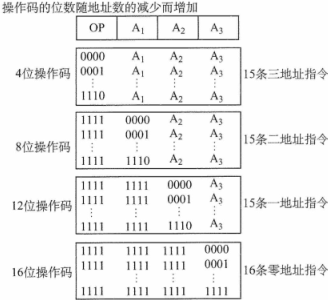 操作码的位数随地址数的减少而增加
OP A₁ A₂ A₃
0000 A₁ A₂ A₃
0001 A₁ A₂ A₃
⋮ ⋮ ⋮ ⋮
1110 A₁ A₂ A₃
4位操作码
15条三地址指令
1111 0000 A₂ A₃
1111 0001 A₂ A₃
⋮ ⋮ ⋮ ⋮
1111 1110 A₂ A₃
8位操作码
15条二地址指令
1111 1111 0000 A₃
1111 1111 0001 A₃
⋮ ⋮ ⋮ ⋮
1111 1111 1110 A₃
12位操作码
15条一地址指令
1111 1111 1111 0000
1111 1111 1111 0001
⋮ ⋮ ⋮ ⋮
1111 1111 1111 1111
16位操作码
16条零地址指令